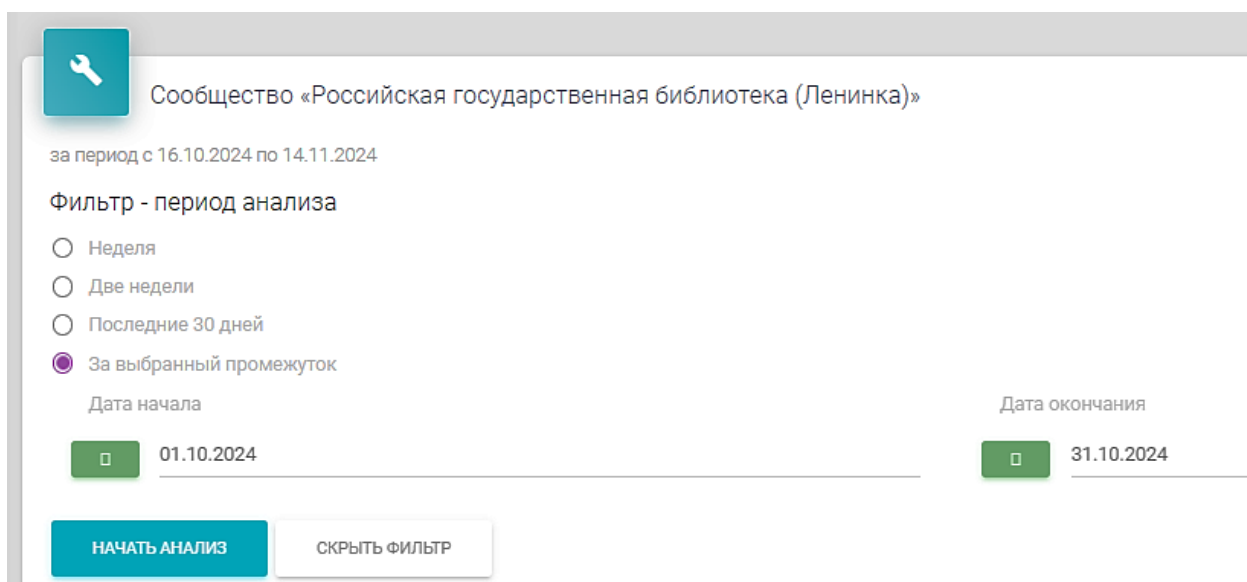 Сообщество «Российская государственная библиотека (Ленинка)»
за период с 16.10.2024 по 14.11.2024
Фильтр - период анализа
Неделя
Две недели
Последние 30 дней
За выбранный промежуток
Дата начала
Дата окончания
01.10.2024
31.10.2024
НАЧАТЬ АНАЛИЗ
СКРЫТЬ ФИЛЬТР